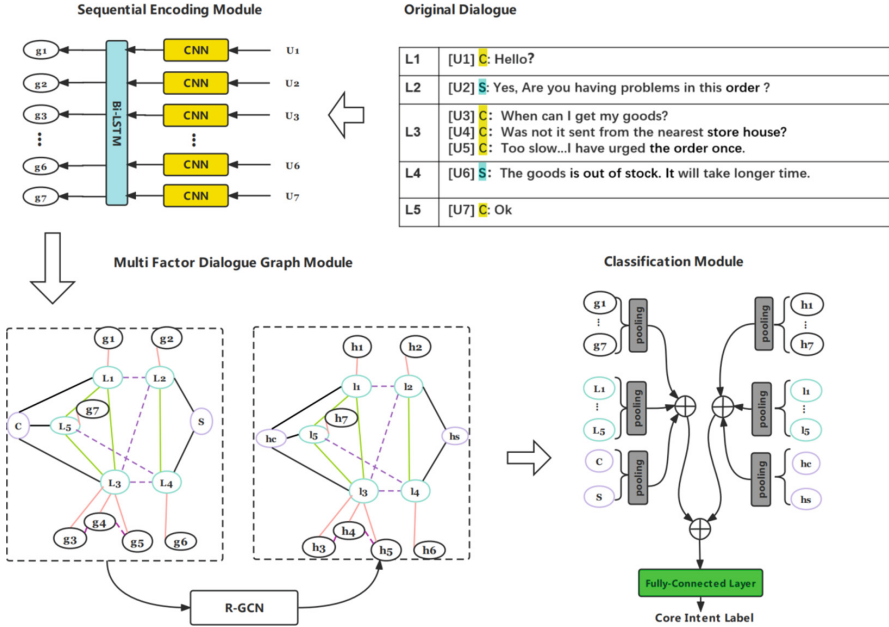 Sequential Encoding Module
Original Dialogue
g1
CNN
U1
g2
CNN
U2
g3
CNN
U3
Bi-LSTM
g6
CNN
U6
g7
CNN
U7
L1 [U1] C: Hello?
L2 [U2] S: Yes, Are you having problems in this order ?
L3
[U3] C: When can I get my goods?
[U4] C: Was not it sent from the nearest store house?
[U5] C: Too slow...I have urged the order once.
L4 [U6] S: The goods is out of stock. It will take longer time.
L5 [U7] C: Ok
Multi Factor Dialogue Graph Module
Classification Module
g1 g2
L1 L2
g7
C L5 S
L3 L4
g3 g4 g5 g6
h1 h2
l1 l2
h7
hc l5 hs
l3 l4
h3 h4 h5 h6
R-GCN
g1
⋮
g7
pooling
h1
⋮
h7
pooling
L1
⋮
L5
pooling
l1
⋮
l5
pooling
C
S
pooling
hc
hs
pooling
Fully-Connected Layer
Core Intent Label